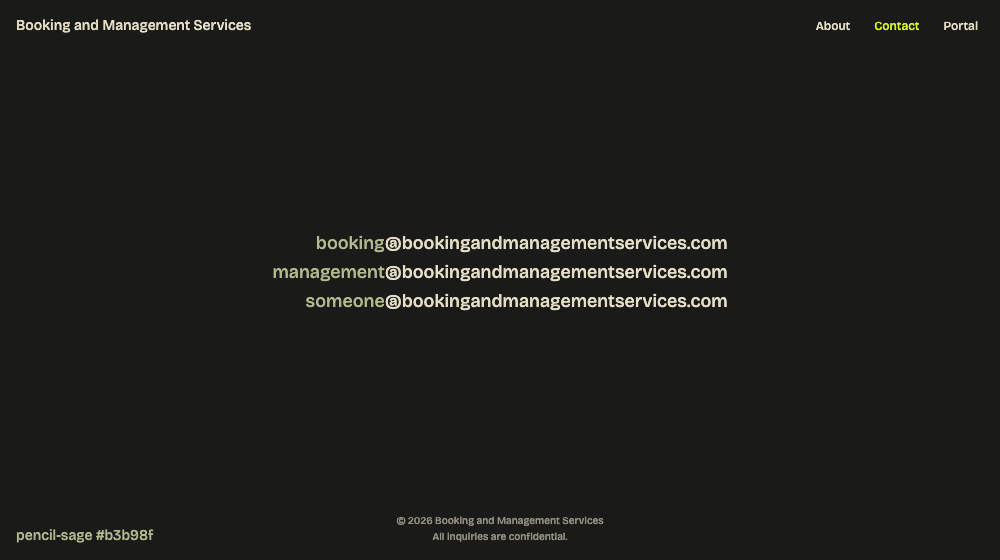 Booking and Management Services
About Contact Portal
booking@bookingandmanagementservices.com
management@bookingandmanagementservices.com
someone@bookingandmanagementservices.com
© 2026 Booking and Management Services
All inquiries are confidential.
pencil-sage #b3b98f